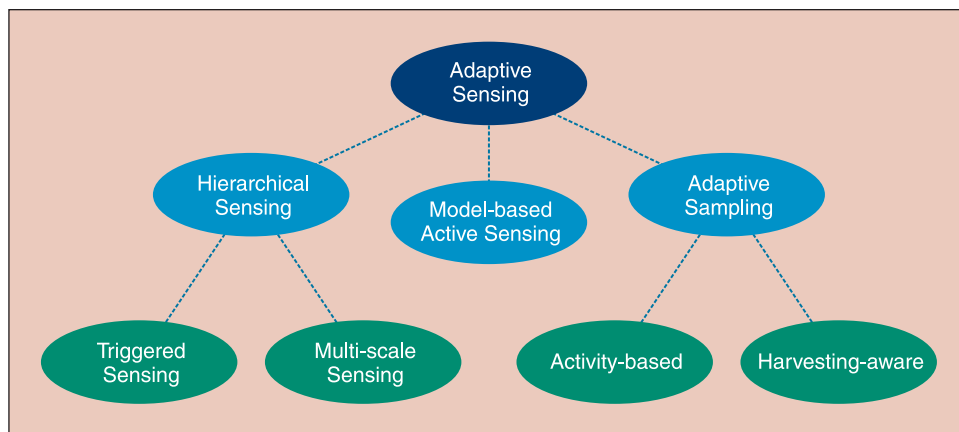 Adaptive
Sensing
Hierarchical
Sensing
Model-based
Active Sensing
Adaptive
Sampling
Triggered
Sensing
Multi-scale
Sensing
Activity-based
Harvesting-aware